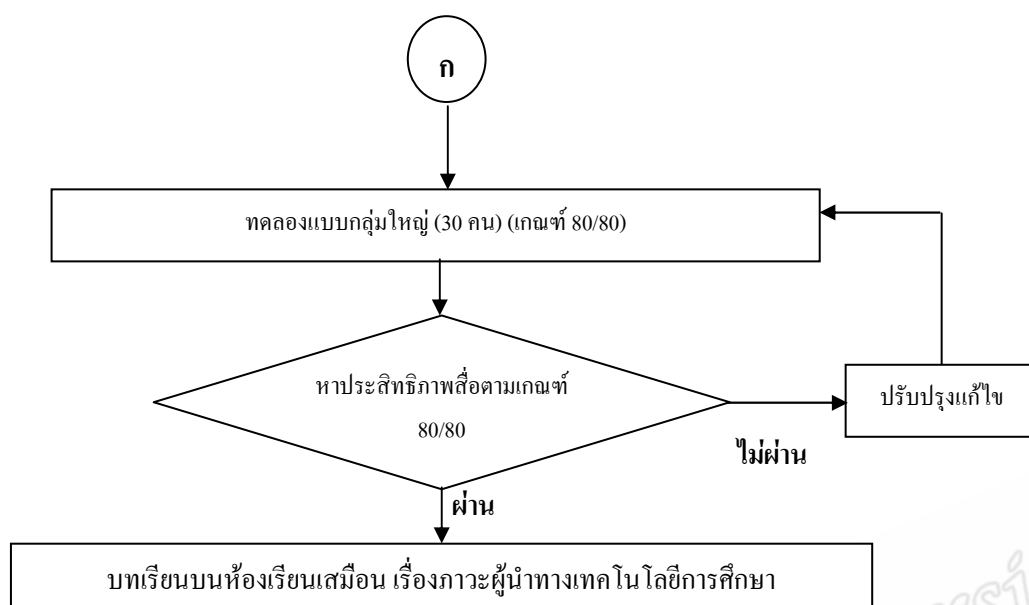 ก
ทดลองแบบกลุ่มใหญ่ (30 คน) (เกณฑ์ 80/80)
หาประสิทธิภาพสื่อตามเกณฑ์
80/80
ปรับปรุงแก้ไข
ไม่ผ่าน
ผ่าน
บทเรียนบนห้องเรียนเสมือน เรื่องภาวะผู้นำทางเทคโนโลยีการศึกษา